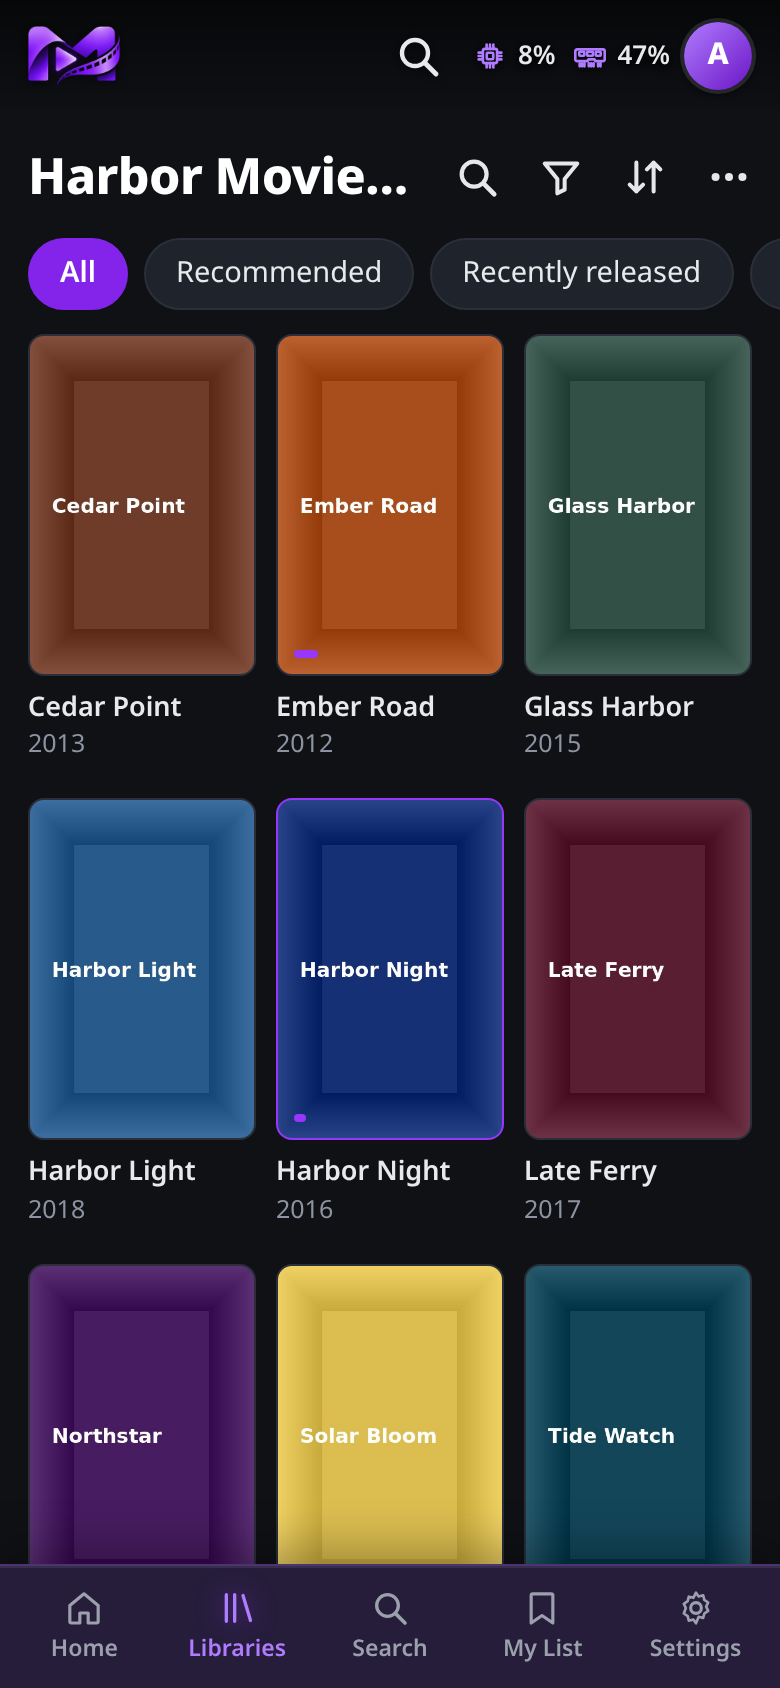 8% 47% A
Harbor Movie...
All Recommended Recently released
Cedar Point Ember Road Glass Harbor
Cedar Point Ember Road Glass Harbor
2013 2012 2015
Harbor Light Harbor Night Late Ferry
Harbor Light Harbor Night Late Ferry
2018 2016 2017
Northstar Solar Bloom Tide Watch
Home Libraries Search My List Settings